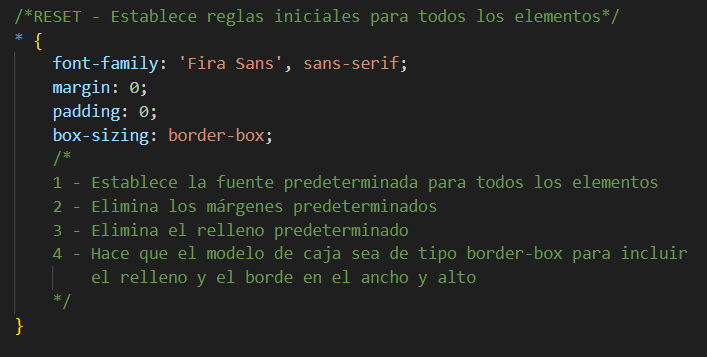 /*RESET - Establece reglas iniciales para todos los elementos*/
* {
font-family: 'Fira Sans', sans-serif;
margin: 0;
padding: 0;
box-sizing: border-box;
/*
1 - Establece la fuente predeterminada para todos los elementos
2 - Elimina los márgenes predeterminados
3 - Elimina el relleno predeterminado
4 - Hace que el modelo de caja sea de tipo border-box para incluir
el relleno y el borde en el ancho y alto
*/
}